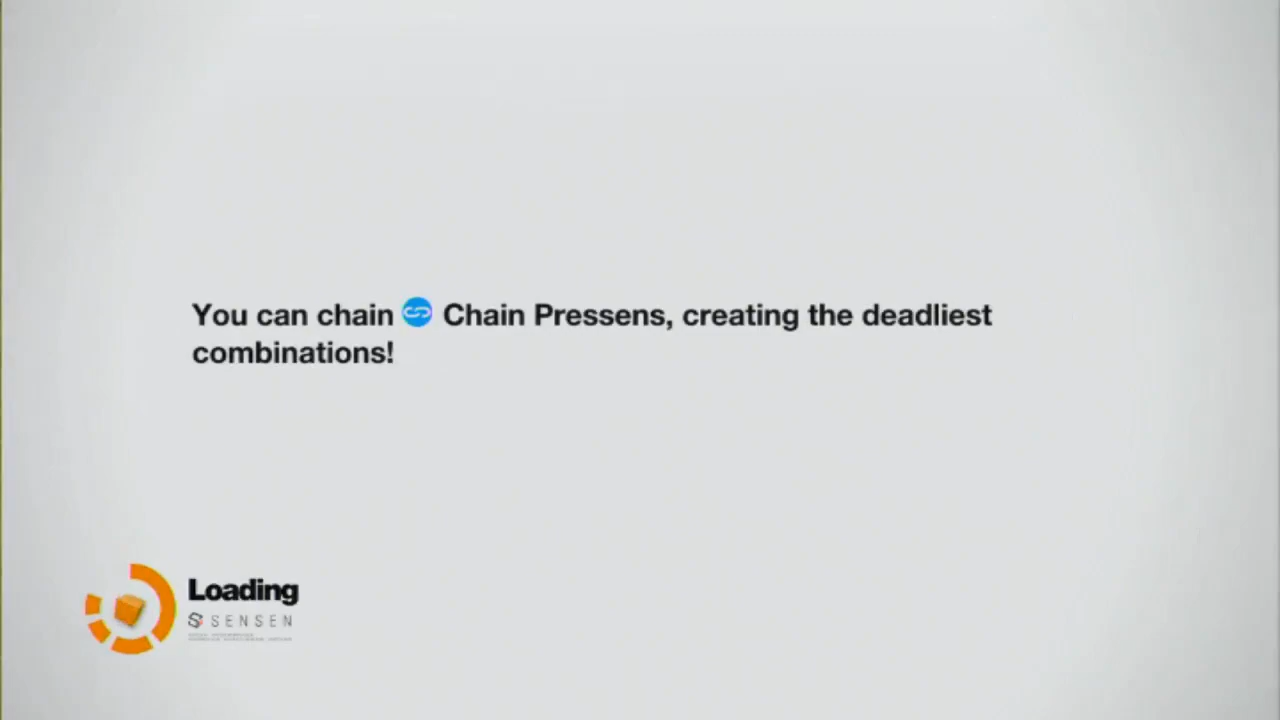 You can chain Chain Pressens, creating the deadliest
combinations!
Loading
SENSEN